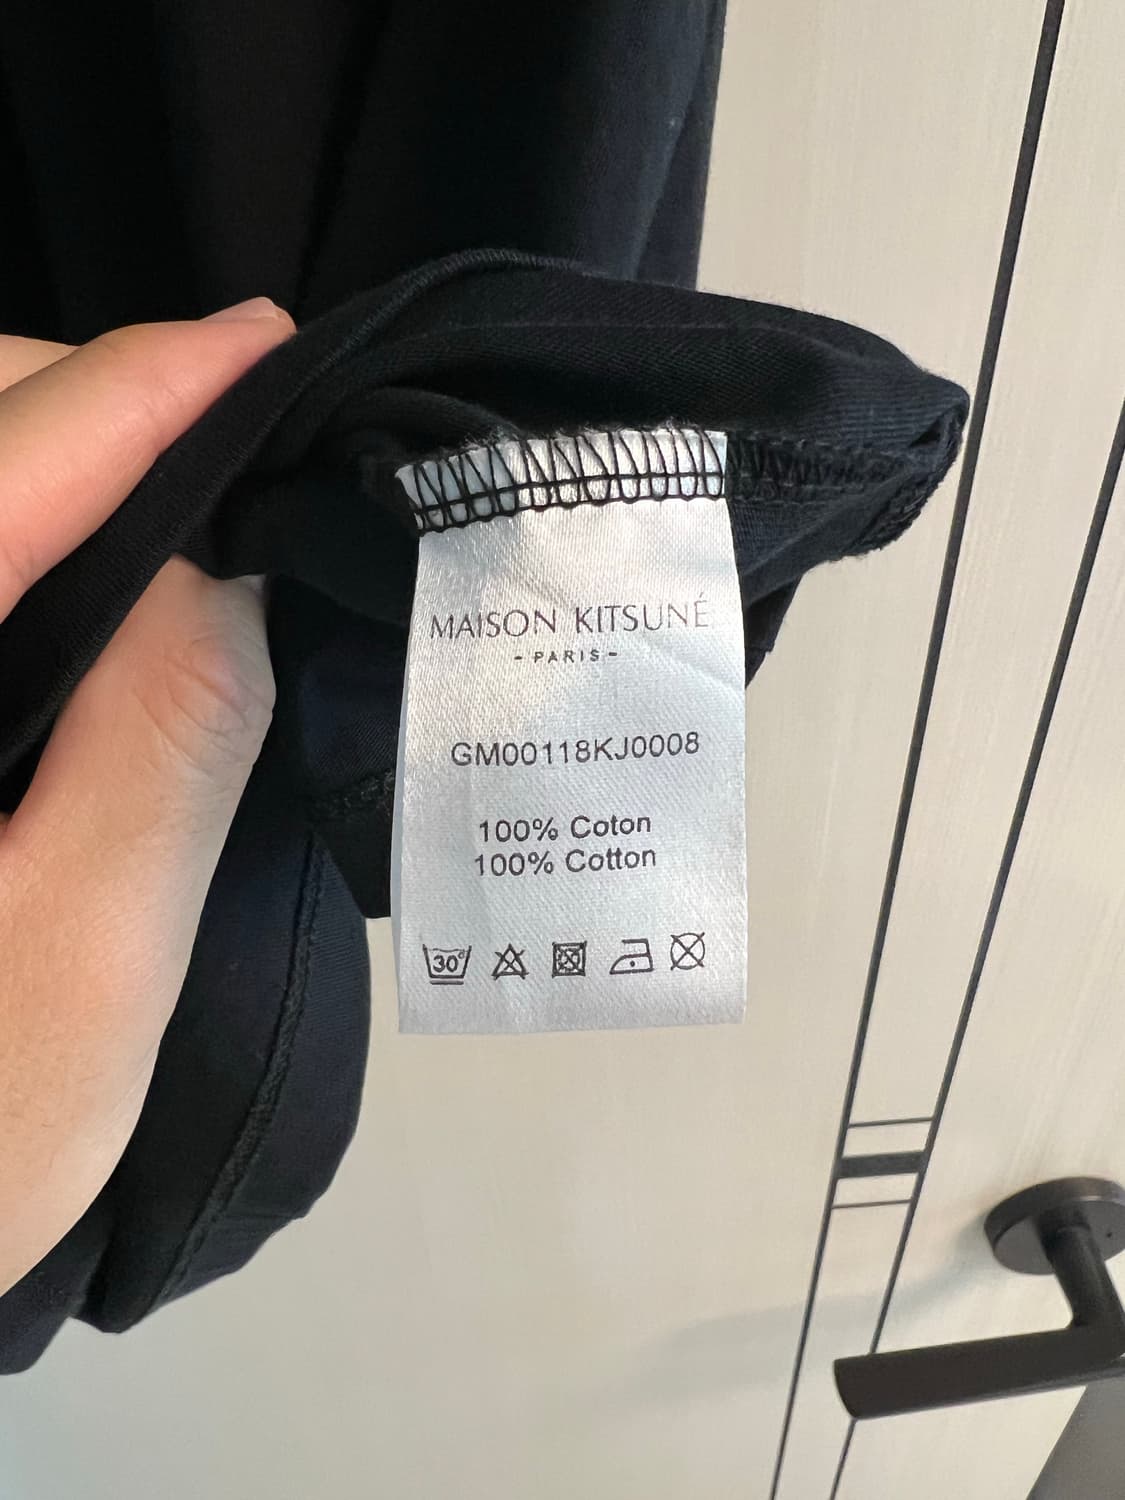 MAISON KITSUNÉ
- PARIS -
GM00118KJ0008
100% Coton
100% Cotton
30°